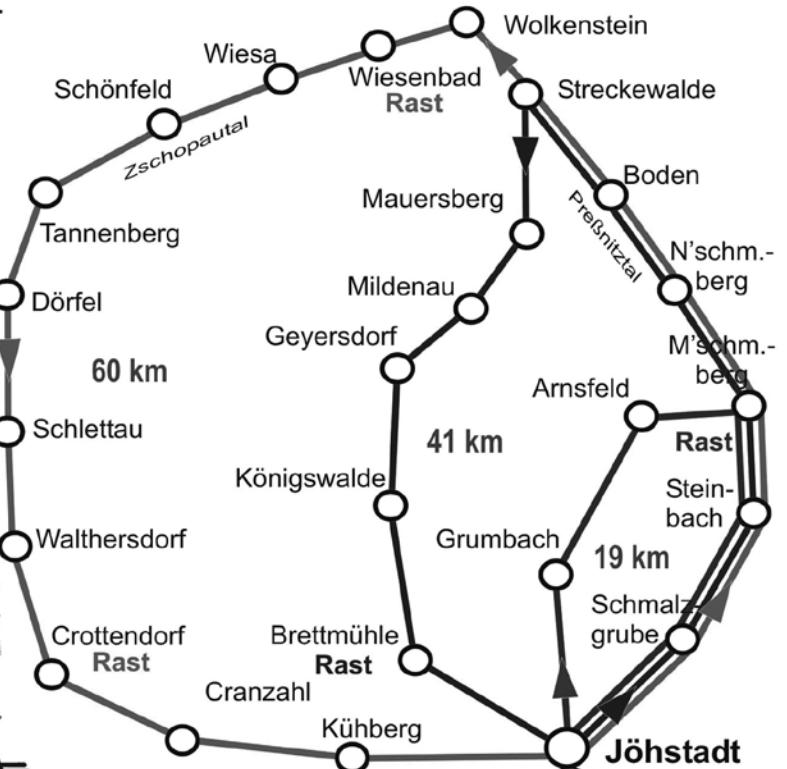 Wolkenstein
Wiesa
Wiesenbad
Rast
Schönfeld
Streckewalde
Zschopautal
Boden
Mauersberg
Preßnitztal
Tannenberg
N'schm.-
berg
Mildenau
Dörfel
Geyersdorf
M'schm.-
berg
60 km
Arnsfeld
Schlettau
41 km
Rast
Königswalde
Stein-
bach
Walthersdorf
Grumbach
19 km
Schmalz-
grube
Crottendorf
Rast
Brettmühle
Rast
Cranzahl
Kühberg
Jöhstadt